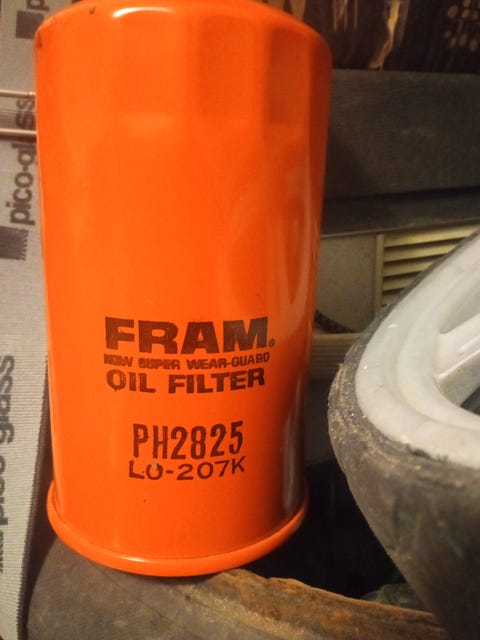 FRAM®
NEW SUPER WEAR-GUARD
OIL FILTER
PH2825
LO-207K
pico-glass
pico glass